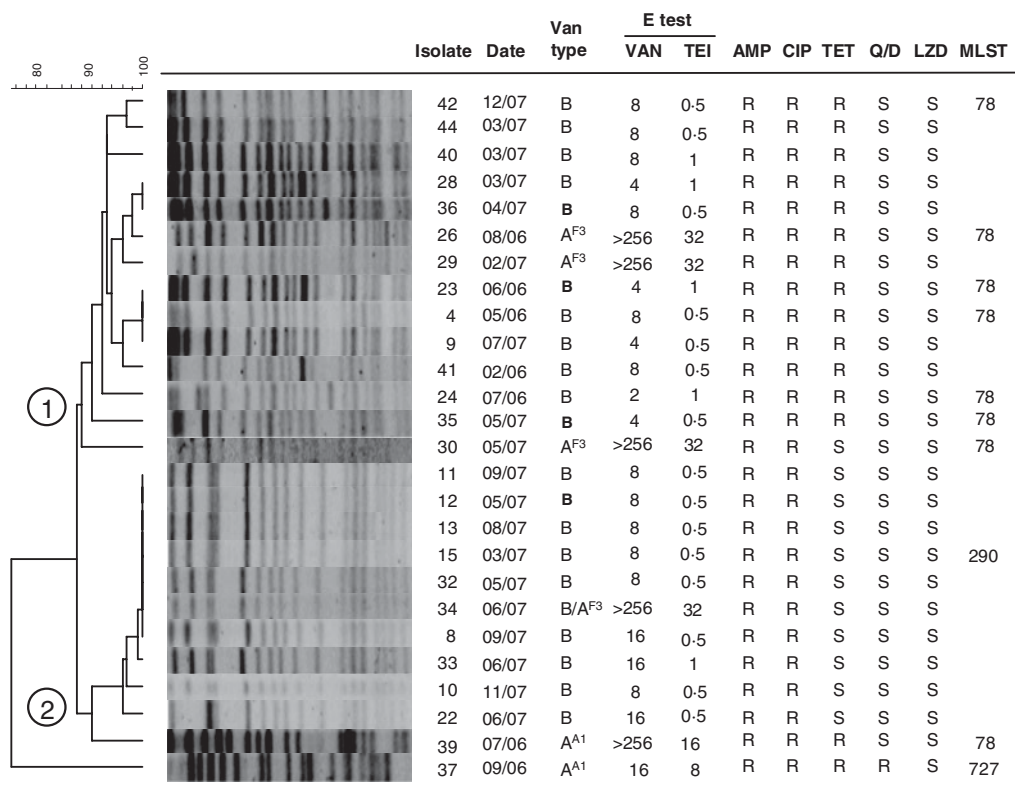 E test
Van
type
Isolate Date VAN TEI AMP CIP TET Q/D LZD MLST
80 90 100
42 12/07 B 8 0·5 R R R S S 78
44 03/07 B 8 0·5 R R R S S
40 03/07 B 8 1 R R R S S
28 03/07 B 4 1 R R R S S
36 04/07 B 8 0·5 R R R S S
26 08/06 A^F3 >256 32 R R R S S 78
29 02/07 A^F3 >256 32 R R R S S
23 06/06 B 4 1 R R R S S 78
4 05/06 B 8 0·5 R R R S S 78
9 07/07 B 4 0·5 R R R S S
41 02/06 B 8 0·5 R R R S S
24 07/06 B 2 1 R R R S S 78
1
35 05/07 B 4 0·5 R R R S S 78
30 05/07 A^F3 >256 32 R R S S S 78
11 09/07 B 8 0·5 R R S S S
12 05/07 B 8 0·5 R R S S S
13 08/07 B 8 0·5 R R S S S
15 03/07 B 8 0·5 R R S S S 290
32 05/07 B 8 0·5 R R S S S
34 06/07 B/A^F3 >256 32 R R S S S
8 09/07 B 16 0·5 R R S S S
33 06/07 B 16 1 R R S S S
10 11/07 B 8 0·5 R R S S S
2
22 06/07 B 16 0·5 R R S S S
39 07/06 A^A1 >256 16 R R R S S 78
37 09/06 A^A1 16 8 R R R R S 727